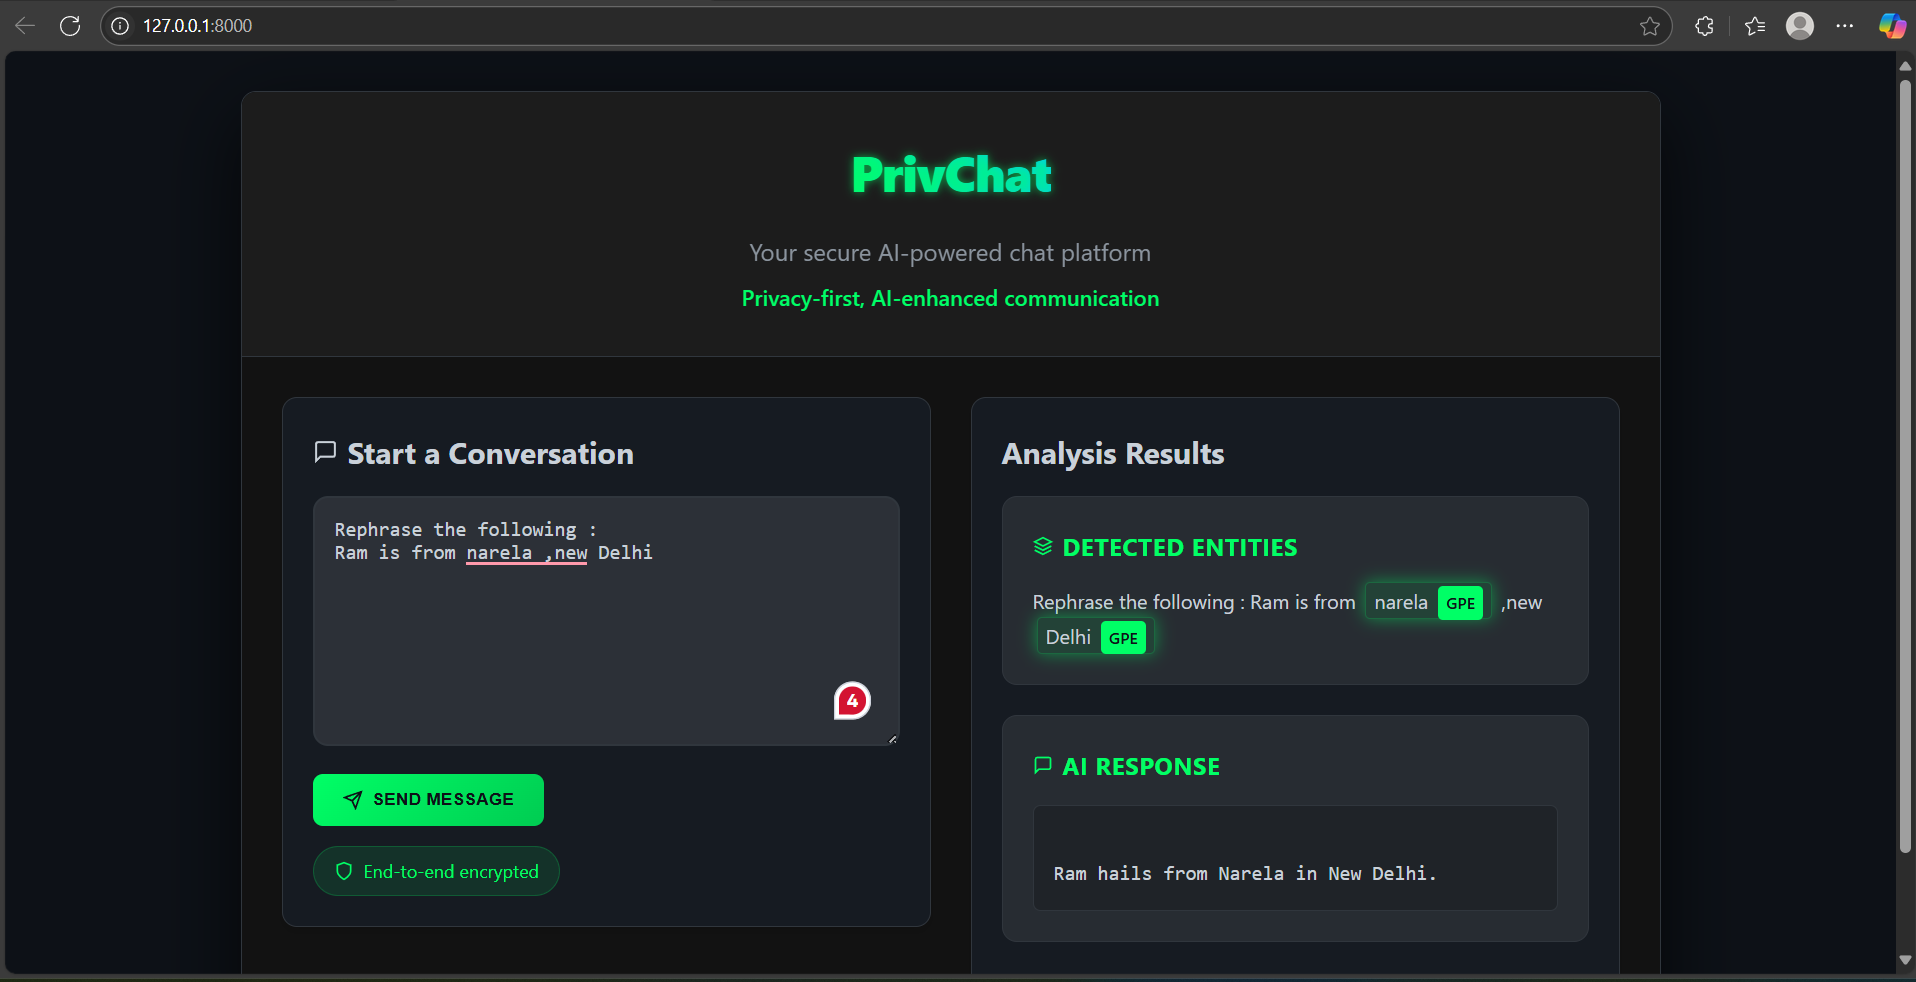 127.0.0.1:8000
PrivChat
Your secure AI-powered chat platform
Privacy-first, AI-enhanced communication
Start a Conversation
Rephrase the following :
Ram is from narela ,new Delhi
4
SEND MESSAGE
End-to-end encrypted
Analysis Results
DETECTED ENTITIES
Rephrase the following : Ram is from narela GPE ,new
Delhi GPE
AI RESPONSE
Ram hails from Narela in New Delhi.